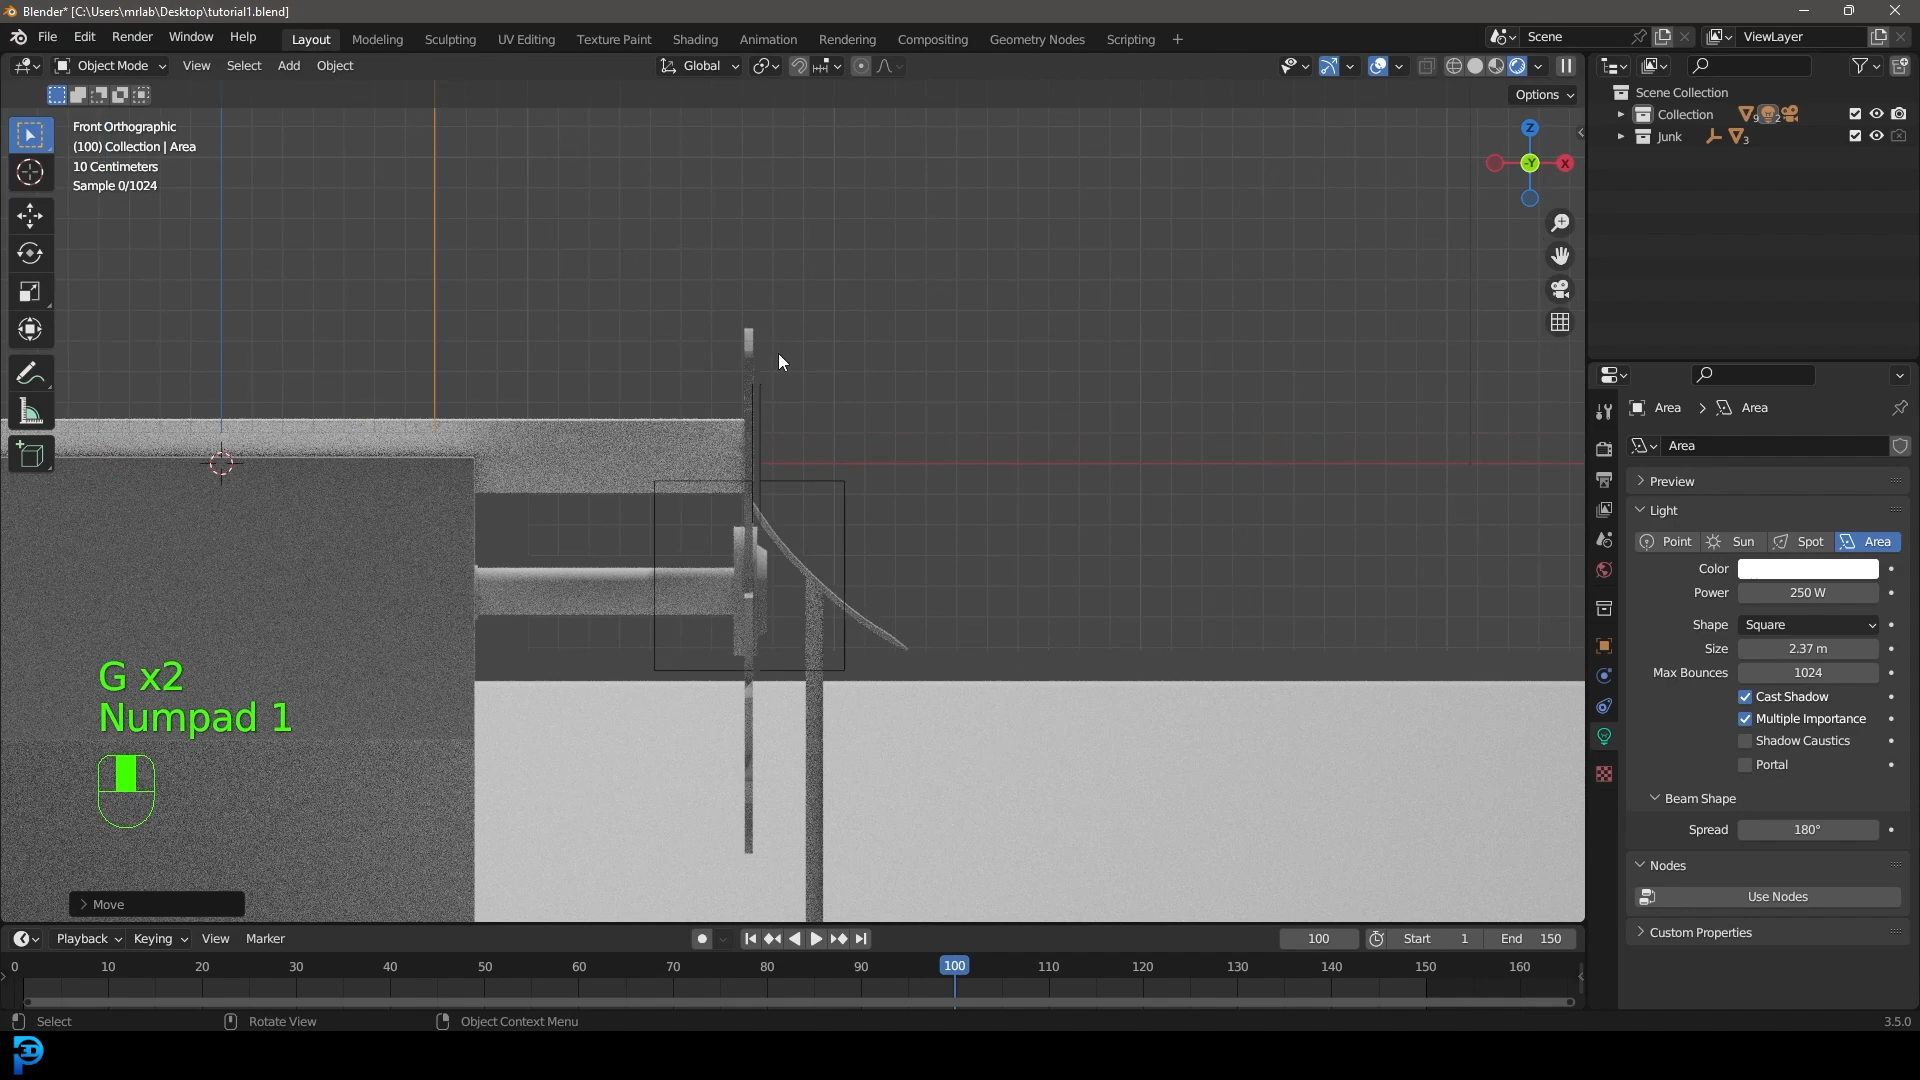 Blender* [C:\Users\mrlab\Desktop\tutorial1.blend]
File Edit Render Window Help Layout Modeling Sculpting UV Editing Texture Paint Shading Animation Rendering Compositing Geometry Nodes Scripting + Scene ViewLayer
Object Mode View Select Add Object Global
Options
Front Orthographic
(100) Collection | Area
10 Centimeters
Sample 0/1024
Z
-Y X
Scene Collection
Collection 9 2
Junk 3
Area > Area
Area
Preview
Light
Point Sun Spot Area
Color
Power 250 W
Shape Square
Size 2.37 m
Max Bounces 1024
Cast Shadow
Multiple Importance
Shadow Caustics
Portal
Beam Shape
Spread 180°
Nodes
Use Nodes
Custom Properties
G x2
Numpad 1
Move
Playback Keying View Marker 100 Start 1 End 150
0 10 20 30 40 50 60 70 80 90 100 110 120 130 140 150 160
Select Rotate View Object Context Menu 3.5.0